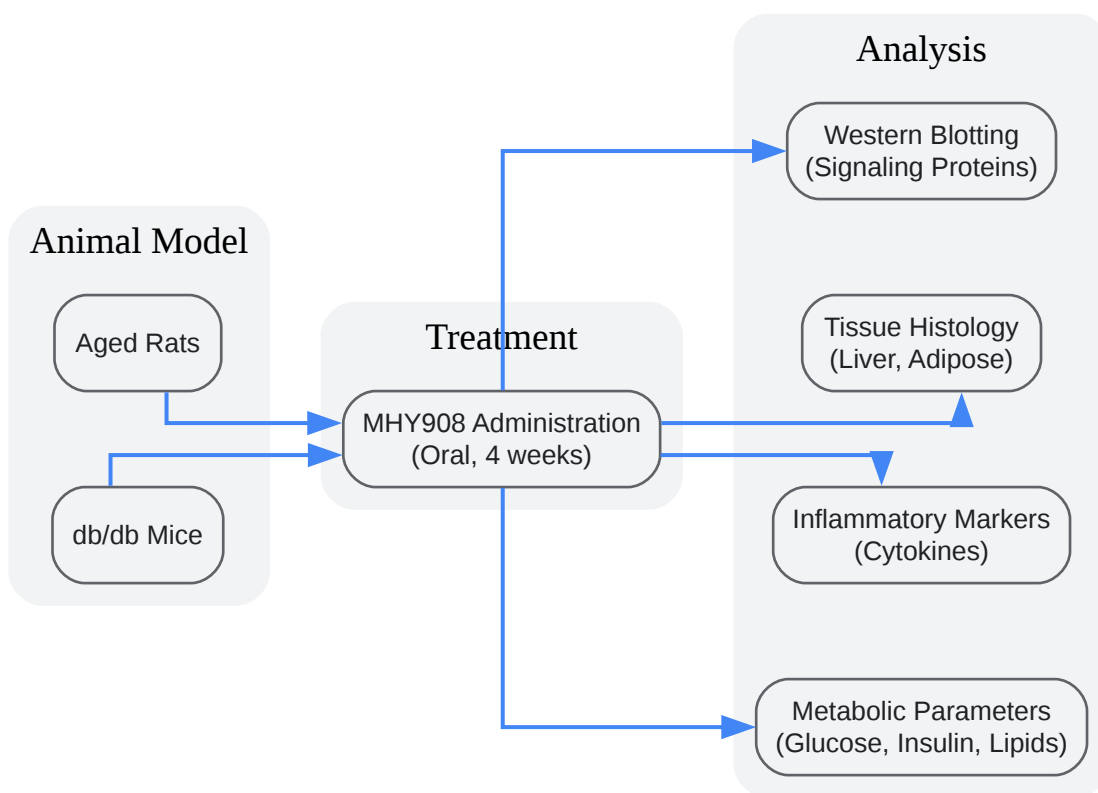 Animal Model
Aged Rats
db/db Mice
Treatment
MHY908 Administration
(Oral, 4 weeks)
Analysis
Western Blotting
(Signaling Proteins)
Tissue Histology
(Liver, Adipose)
Inflammatory Markers
(Cytokines)
Metabolic Parameters
(Glucose, Insulin, Lipids)